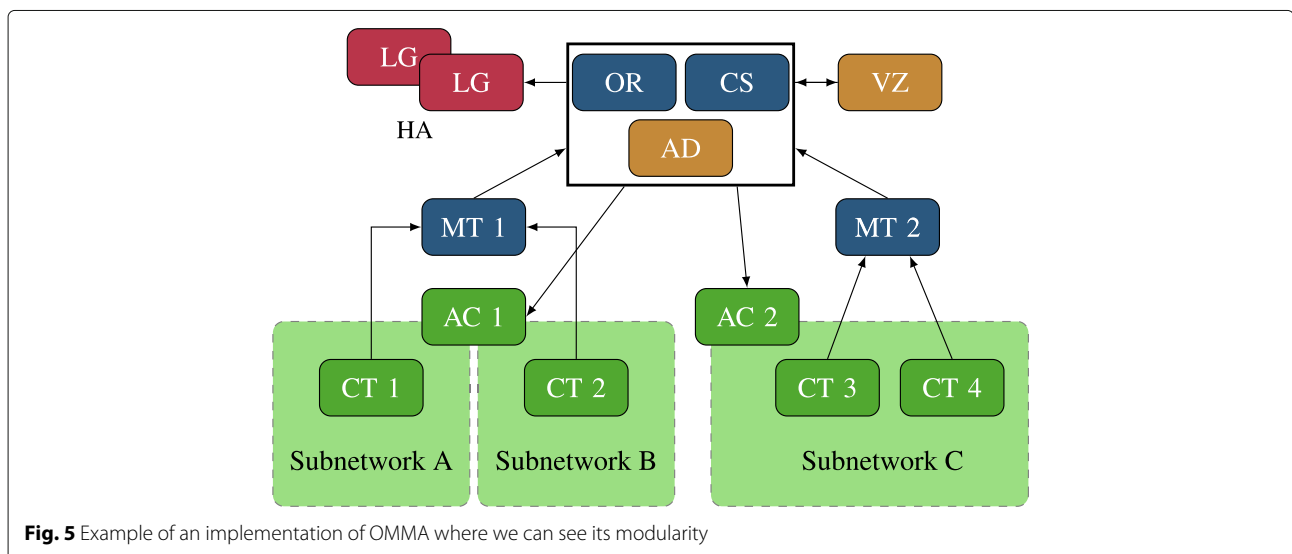 LG
LG
HA
OR
CS
AD
VZ
MT 1
MT 2
AC 1
AC 2
CT 1
CT 2
CT 3
CT 4
Subnetwork A
Subnetwork B
Subnetwork C
Fig. 5 Example of an implementation of OMMA where we can see its modularity